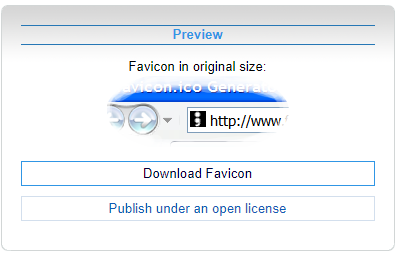 Preview
Favicon in original size:
Favicon.ico Generat
http://www.
Download Favicon
Publish under an open license